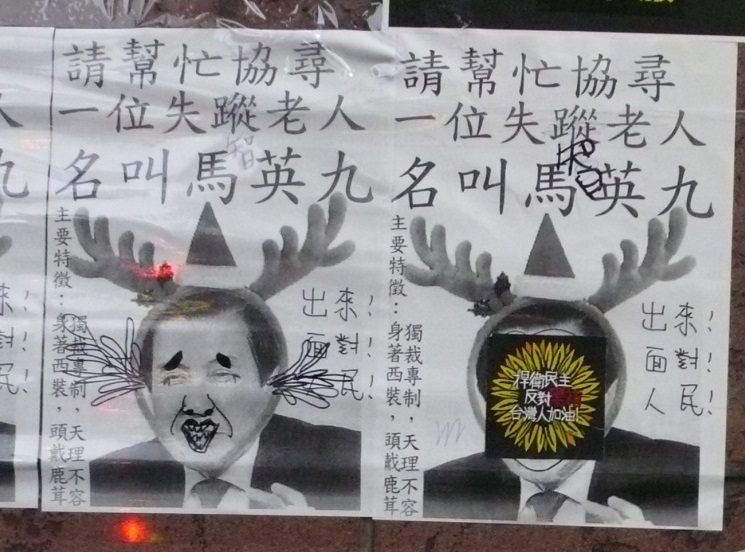 請幫忙協尋
一位失蹤老人
智
名叫馬英九
主要特徵：身著西裝，頭戴鹿茸
獨裁專制，天理不容
出來！
面對！
民！
請幫忙協尋
一位失蹤老人
名叫馬英九
主要特徵：身著西裝，頭戴鹿茸
獨裁專制，天理不容
出來！
面對！
人民！
捍衛民主
反對
台灣人加油！